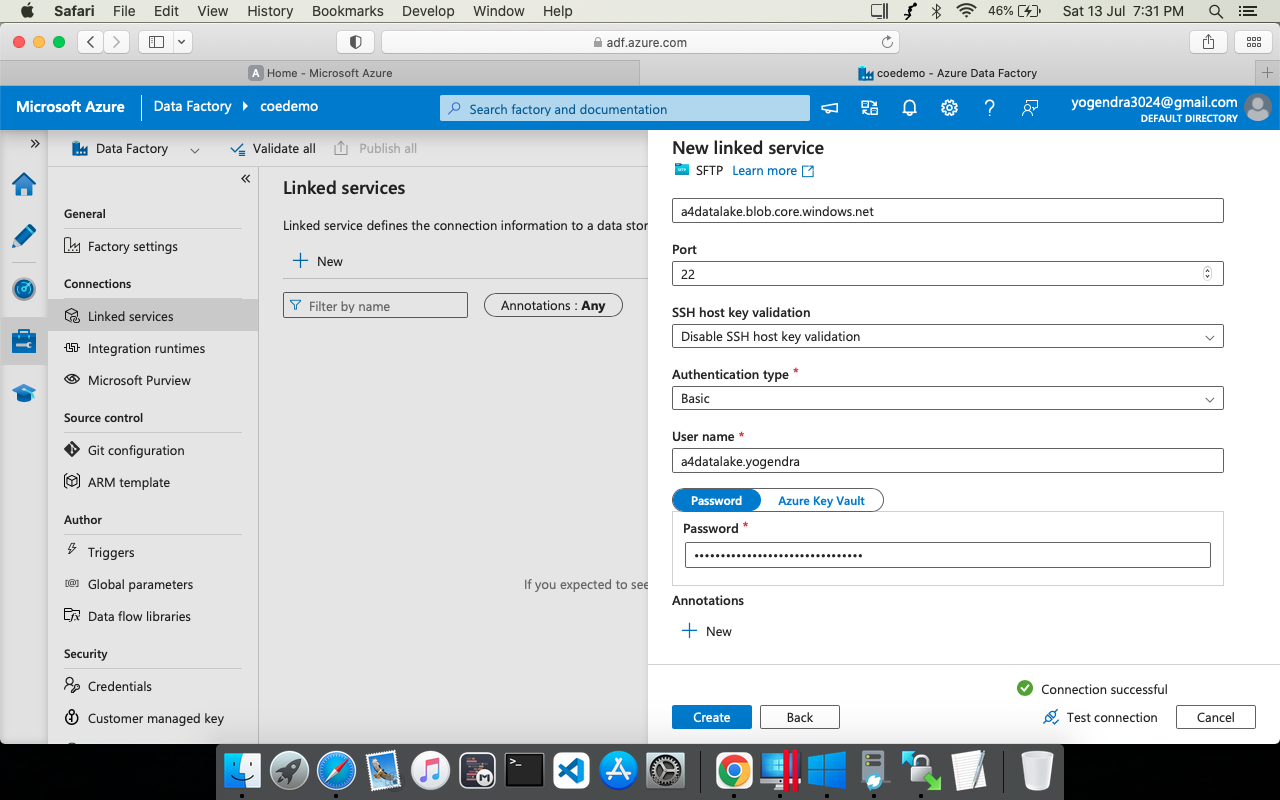 Safari File Edit View History Bookmarks Develop Window Help 46% Sat 13 Jul 7:31 PM
adf.azure.com
A Home - Microsoft Azure
coedemo - Azure Data Factory
Microsoft Azure Data Factory coedemo Search factory and documentation yogendra3024@gmail.com
DEFAULT DIRECTORY
Data Factory Validate all Publish all
General
Factory settings
Connections
Linked services
Integration runtimes
Microsoft Purview
Source control
Git configuration
ARM template
Author
Triggers
Global parameters
Data flow libraries
Security
Credentials
Customer managed key
Linked services
Linked service defines the connection information to a data stor
New
Filter by name
Annotations : Any
If you expected to see
New linked service
SFTP Learn more
a4datalake.blob.core.windows.net
Port
22
SSH host key validation
Disable SSH host key validation
Authentication type *
Basic
User name *
a4datalake.yogendra
Password Azure Key Vault
Password *
••••••••••••••••••••••••••••••••
Annotations
New
Connection successful
Create Back Test connection Cancel